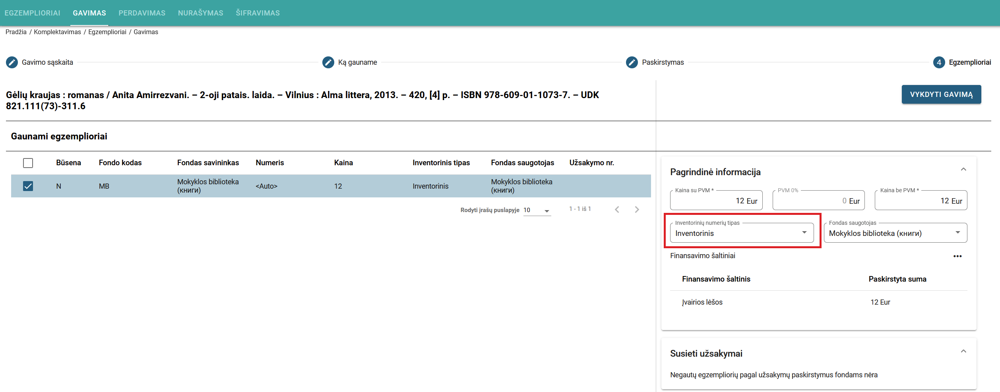 EGZEMPLIORIAI GAVIMAS PERDAVIMAS NURAŠYMAS ŠIFRAVIMAS
Pradžia / Komplektavimas / Egzemplioriai / Gavimas
Gavimo sąskaita Ką gauname Paskirstymas 4 Egzemplioriai
Gėlių kraujas : romanas / Anita Amirrezvani. – 2-oji patais. laida. – Vilnius : Alma littera, 2013. – 420, [4] p. – ISBN 978-609-01-1073-7. – UDK
821.111(73)-311.6
VYKDYTI GAVIMĄ
Gaunami egzemplioriai
Būsena Fondo kodas Fondas savininkas Numeris Kaina Inventorinis tipas Fondas saugotojas Užsakymo nr.
N MB Mokyklos biblioteka (книги) <Auto> 12 Inventorinis Mokyklos biblioteka (книги)
Rodyti įrašų puslapyje 10 1 - 1 iš 1
Pagrindinė informacija
Kaina su PVM * PVM 0% Kaina be PVM *
12 Eur 0 Eur 12 Eur
Inventorinių numerių tipas Fondas saugotojas
Inventorinis Mokyklos biblioteka (книги)
Finansavimo šaltiniai
Finansavimo šaltinis Paskirstyta suma
Įvairios lėšos 12 Eur
Susieti užsakymai
Negautų egzempliorių pagal užsakymų paskirstymus fondams nėra